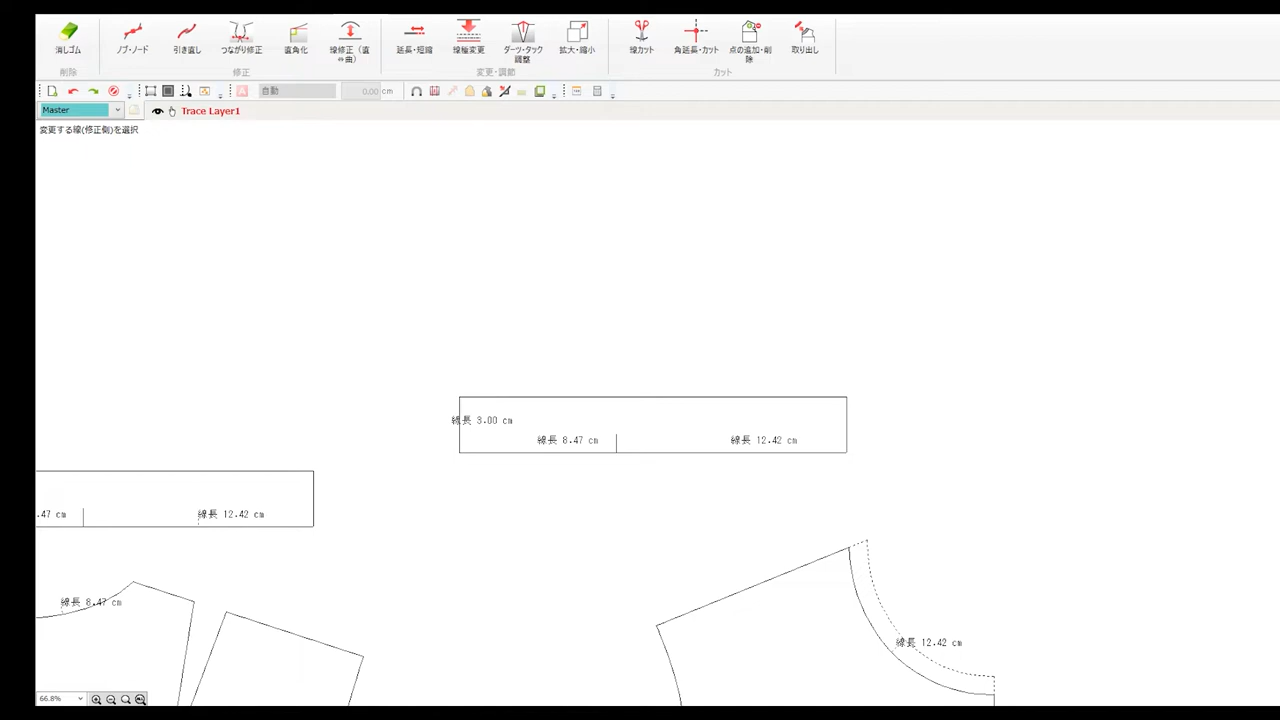 消しゴム
ノブ・ノード
引き直し
つながり修正
直角化
線修正（直⇔曲）
延長・短縮
線種変更
ダーツ・タック調整
拡大・縮小
線カット
角延長・カット
点の追加・削除
取り出し
削除
修正
変更・調節
カット
自動
0.00 cm
Master
Trace Layer1
変更する線(修正側)を選択
線長 3.00 cm
線長 8.47 cm
線長 12.42 cm
.47 cm
線長 12.42 cm
線長 8.47 cm
線長 12.42 cm
66.8%